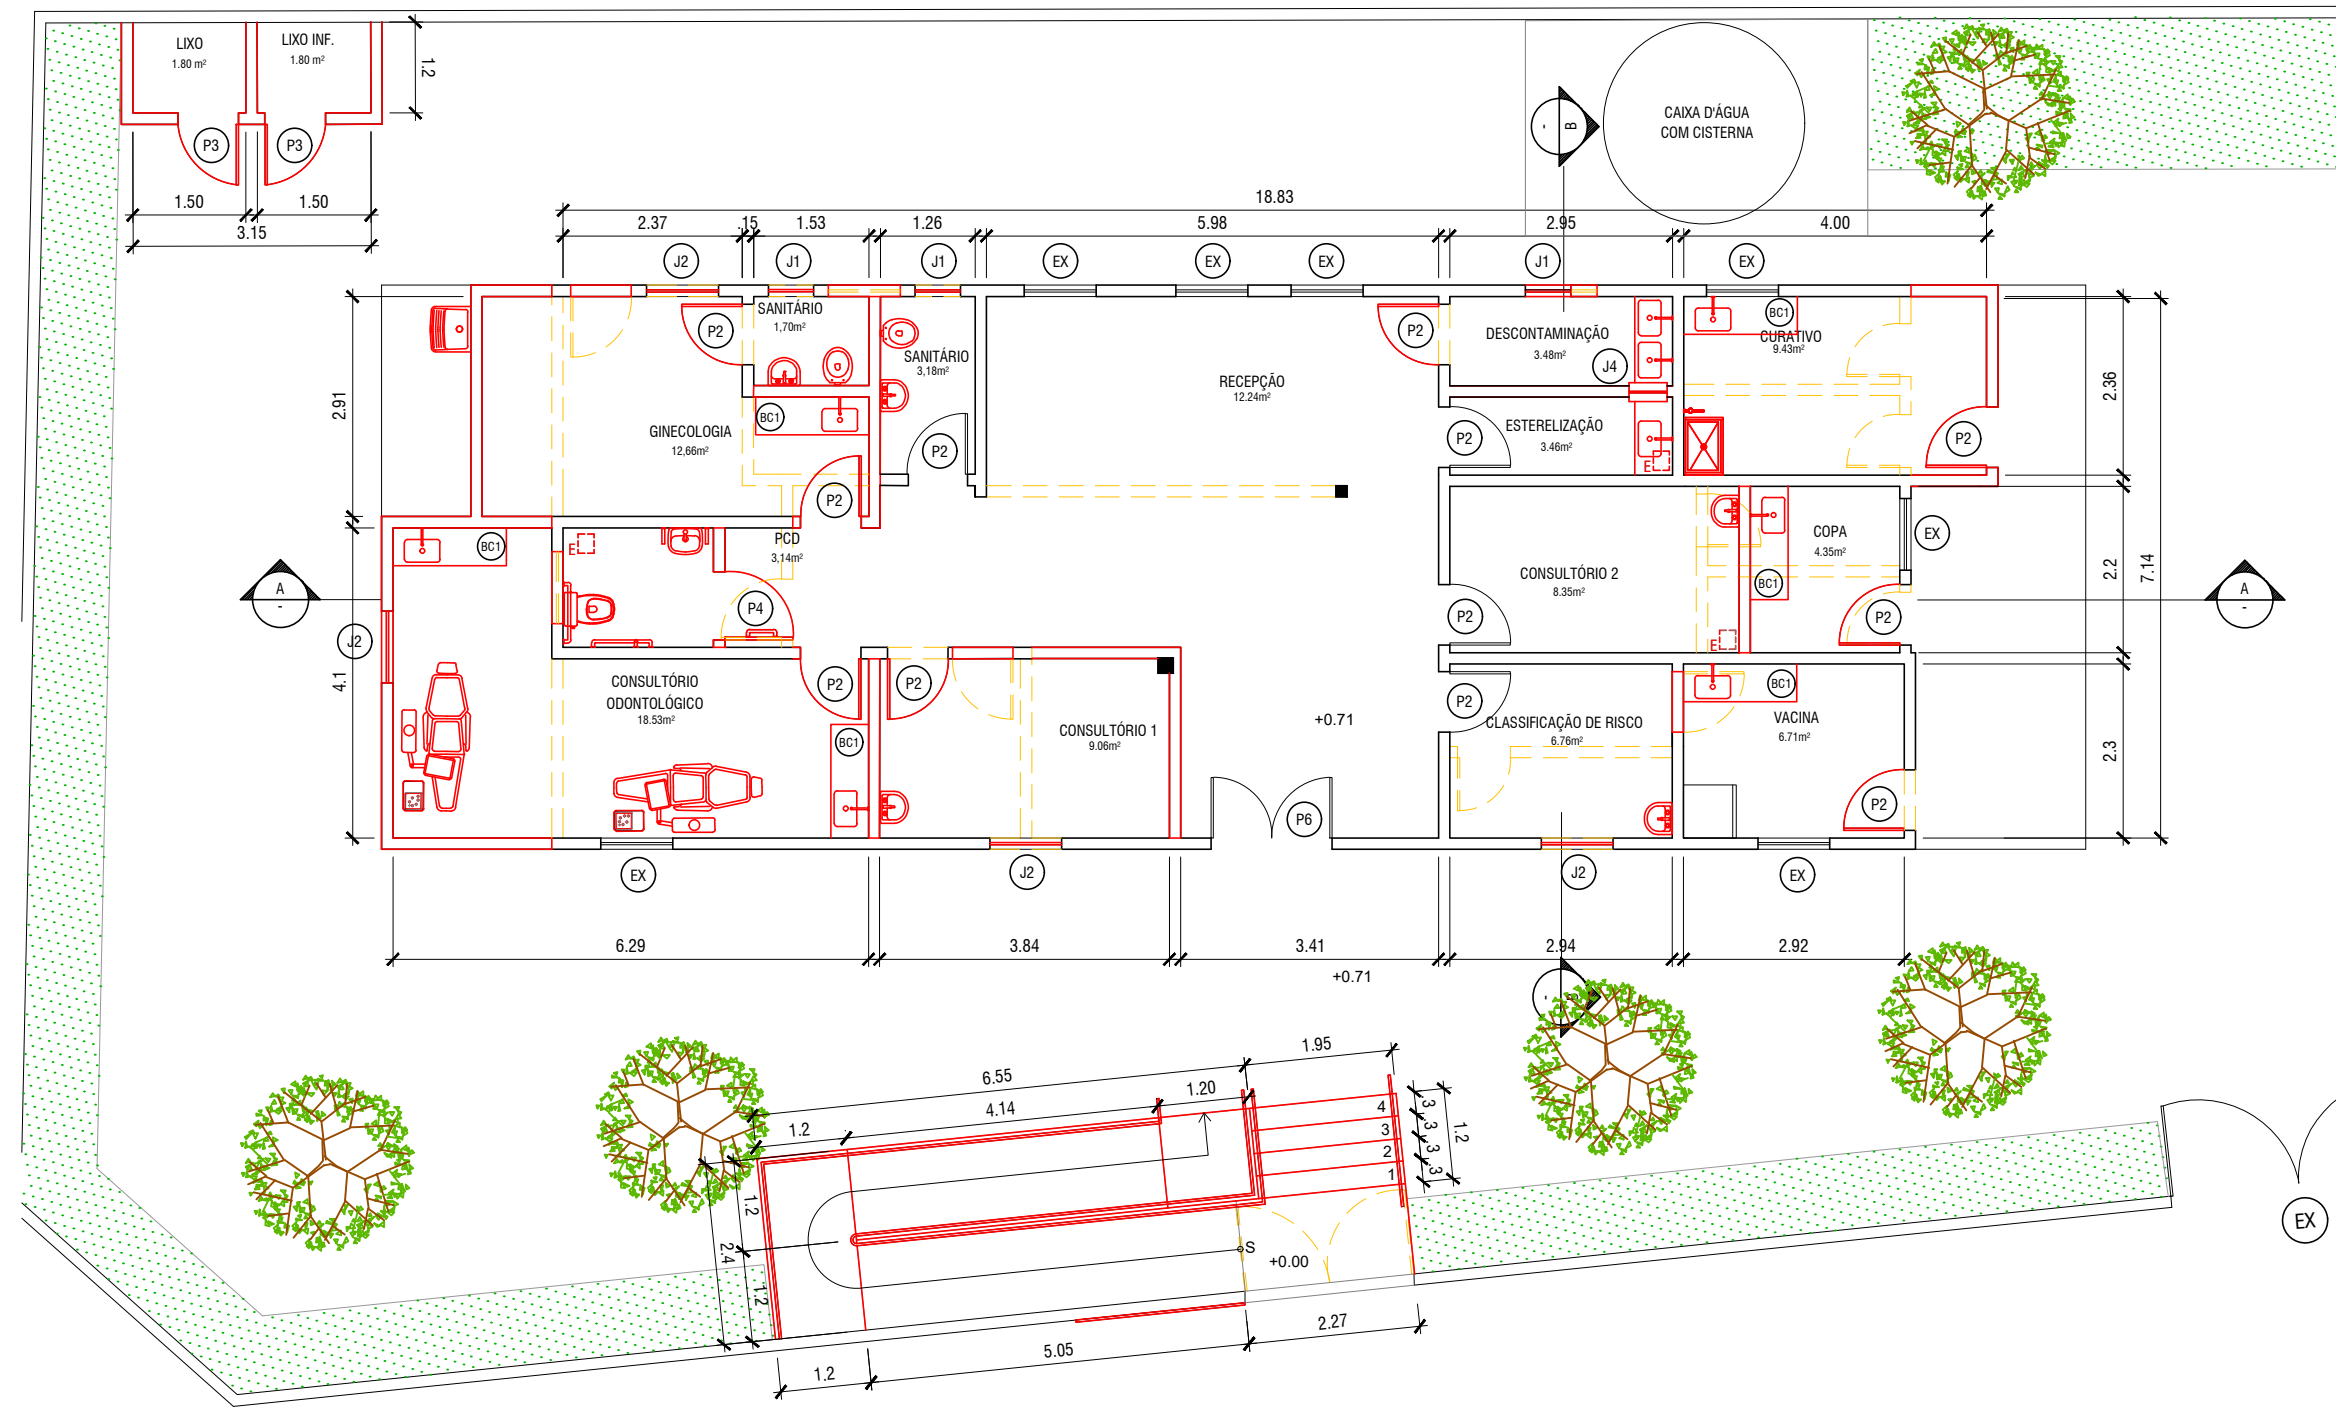 LIXO
1.80 m²
LIXO INF.
1.80 m²
1.2
P3
P3
1.50
1.50
3.15
CAIXA D'ÁGUA
COM CISTERNA
-
B
18.83
2.37
.15
1.53
1.26
5.98
2.95
4.00
J2
J1
J1
EX
EX
EX
J1
EX
SANITÁRIO
1,70m²
P2
SANITÁRIO
3,18m²
RECEPÇÃO
12.24m²
P2
DESCONTAMINAÇÃO
3.48m²
J4
BC1
CURATIVO
9.43m²
2.91
2.36
GINECOLOGIA
12,66m²
BC1
P2
P2
ESTERELIZAÇÃO
3.46m²
E
P2
P2
BC1
E
PCD
3,14m²
P4
CONSULTÓRIO 2
8.35m²
COPA
4.35m²
BC1
EX
2.2
7.14
A
-
A
-
J2
P2
P2
E
4.1
CONSULTÓRIO
ODONTOLÓGICO
18.53m²
P2
P2
P2
BC1
BC1
CONSULTÓRIO 1
9.06m²
+0.71
CLASSIFICAÇÃO DE RISCO
6.76m²
VACINA
6.71m²
2.3
P2
P6
EX
J2
J2
EX
6.29
3.84
3.41
2.94
2.92
+0.71
-
B
1.95
6.55
1.20
4.14
1.2
4
3
2
1
.3
.3
.3
.3
1.2
1.2
2.4
1.2
S
+0.00
2.27
5.05
1.2
EX